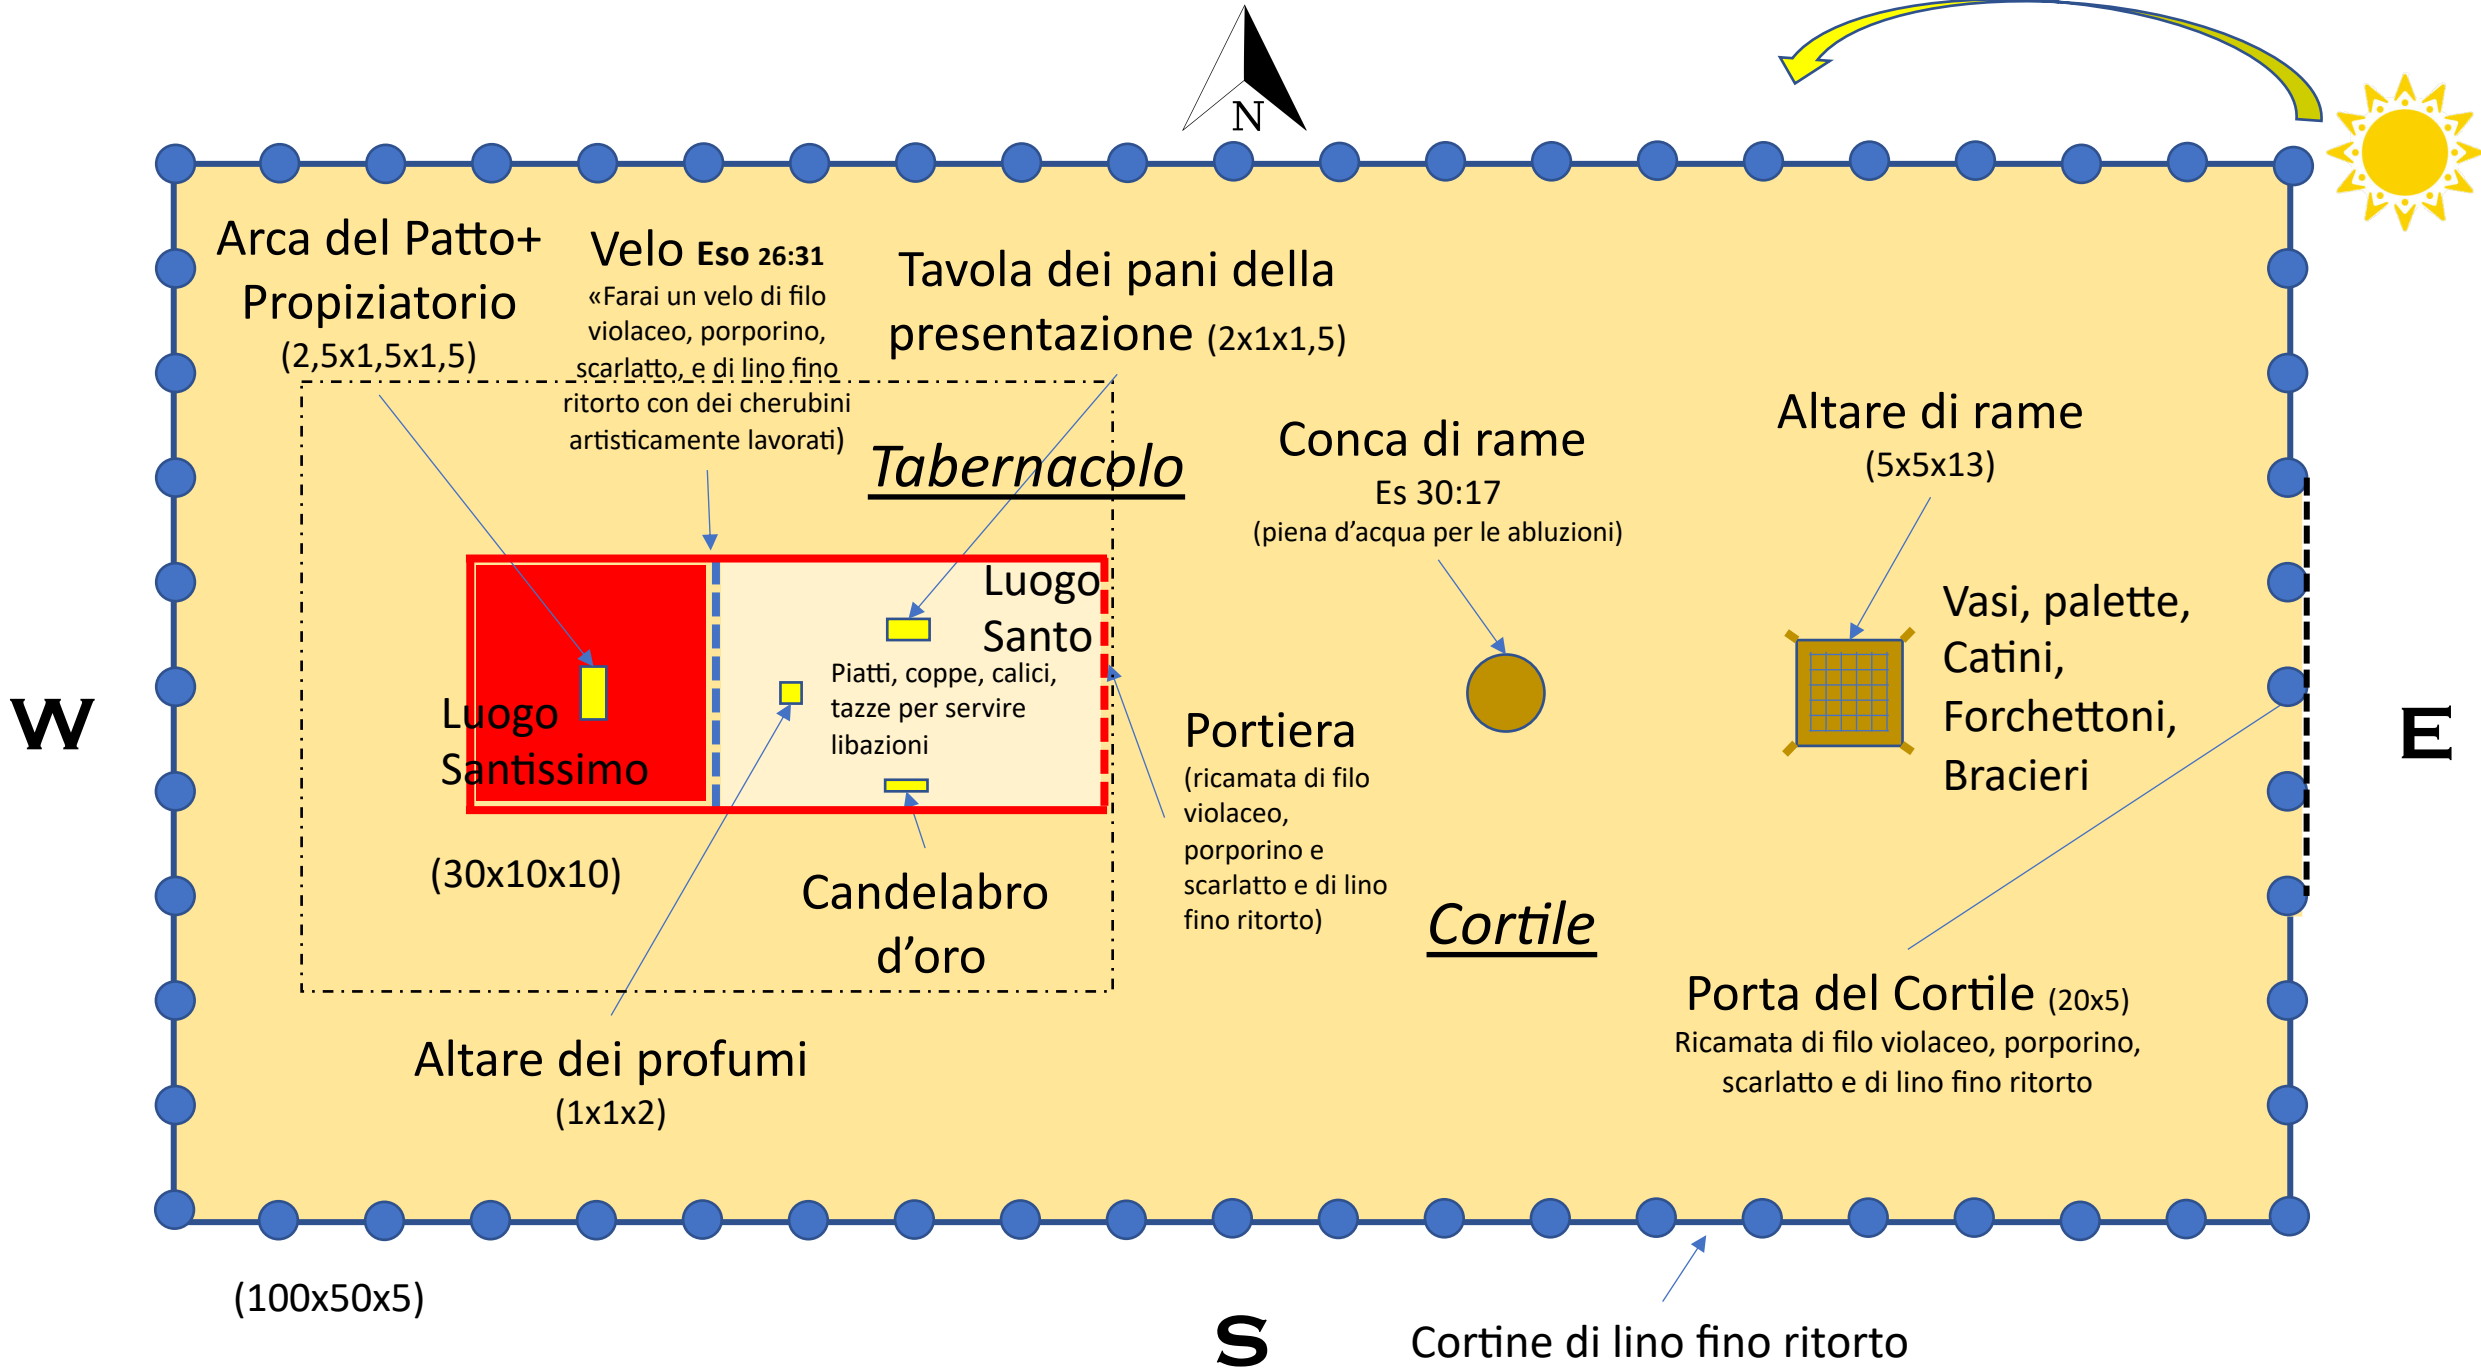 N
Arca del Patto+
Propiziatorio
(2,5x1,5x1,5)
Velo Eso 26:31
«Farai un velo di filo
violaceo, porporino,
scarlatto, e di lino fino
ritorto con dei cherubini
artisticamente lavorati)
Tavola dei pani della
presentazione (2x1x1,5)
Tabernacolo
Conca di rame
Es 30:17
(piena d’acqua per le abluzioni)
Altare di rame
(5x5x13)
Luogo
Santo
Piatti, coppe, calici,
tazze per servire
libazioni
Luogo
Santissimo
Vasi, palette,
Catini,
Forchettoni,
Bracieri
W
E
Portiera
(ricamata di filo
violaceo,
porporino e
scarlatto e di lino
fino ritorto)
(30x10x10)
Candelabro
d’oro
Cortile
Altare dei profumi
(1x1x2)
Porta del Cortile (20x5)
Ricamata di filo violaceo, porporino,
scarlatto e di lino fino ritorto
(100x50x5)
S
Cortine di lino fino ritorto